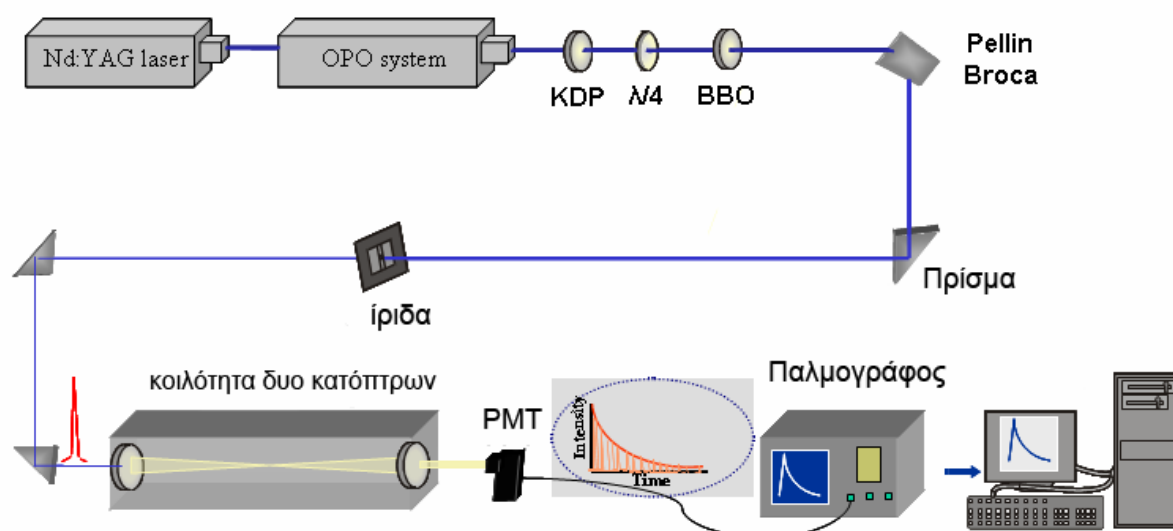 Nd:YAG laser
OPO system
KDP
λ/4
BBO
Pellin
Broca
ίριδα
Πρίσμα
κοιλότητα δυο κατόπτρων
PMT
Intensity
Time
Παλμογράφος